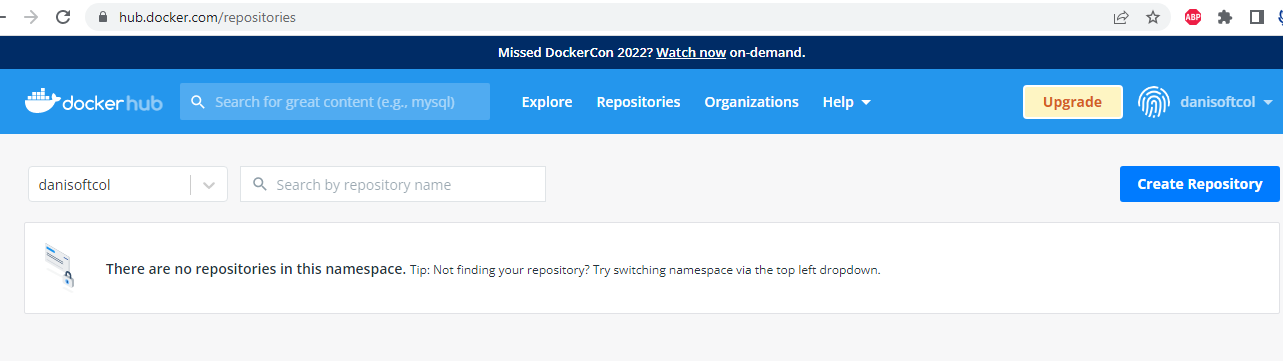 hub.docker.com/repositories
ABP
Missed DockerCon 2022? Watch now on-demand.
docker hub Search for great content (e.g., mysql) Explore Repositories Organizations Help Upgrade danisoftcol
danisoftcol Search by repository name Create Repository
There are no repositories in this namespace. Tip: Not finding your repository? Try switching namespace via the top left dropdown.